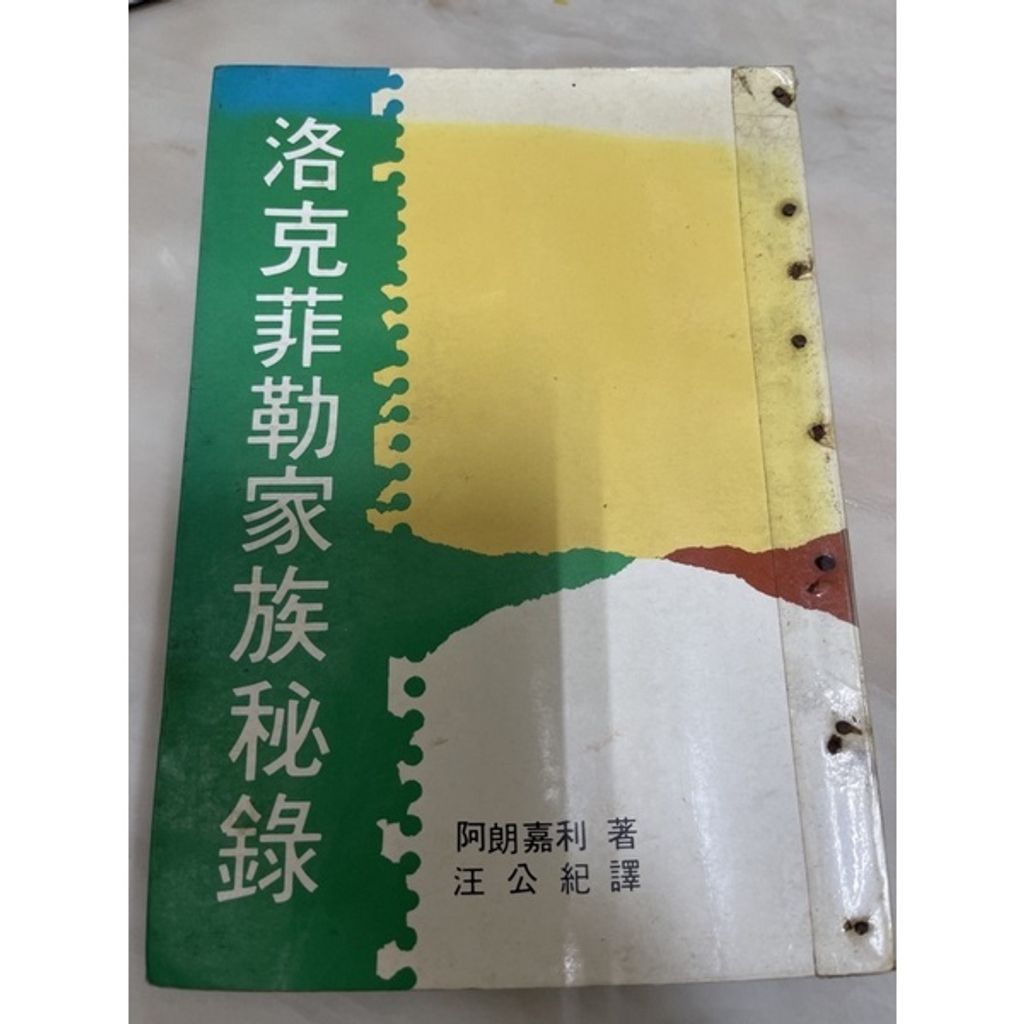 洛克菲勒家族秘錄
阿朗嘉利 著
汪公紀 譯